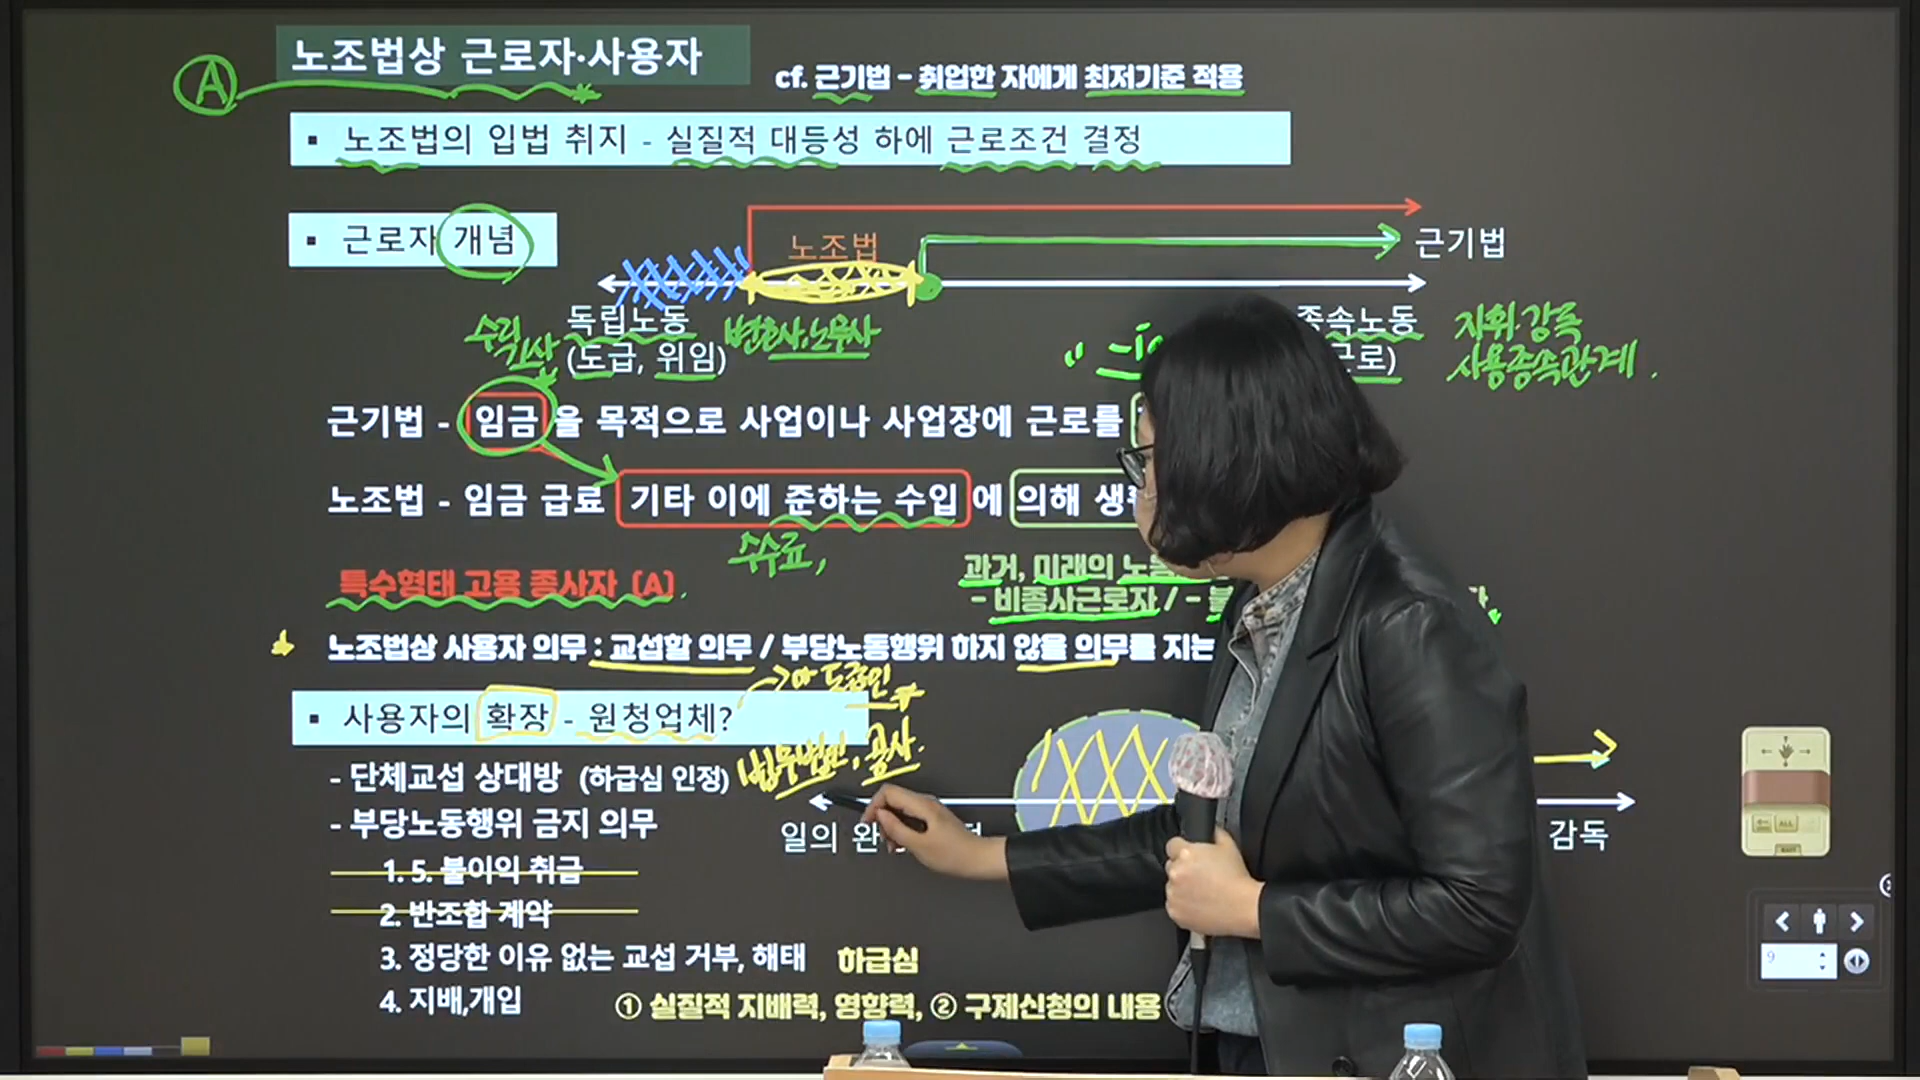 Ⓐ 노조법상 근로자·사용자
cf. 근기법 - 취업한 자에게 최저기준 적용
▪ 노조법의 입법 취지 - 실질적 대등성 하에 근로조건 결정
▪ 근로자 개념
노조법
근기법
독립노동
(도급, 위임)
변호사, 노무사
종속노동
근로)
지휘·감독
사용종속관계.
근기법 - 임금을 목적으로 사업이나 사업장에 근로를
노조법 - 임금 급료 기타 이에 준하는 수입에 의해 생
수수료,
특수형태 고용 종사자 (A)
과거, 미래의
- 비종사근로자 / -
노조법상 사용자 의무 : 교섭할 의무 / 부당노동행위 하지 않을 의무를 지는
도급인
▪ 사용자의 확장 - 원청업체?
- 단체교섭 상대방 (하급심 인정)
법무법인, 공사.
- 부당노동행위 금지 의무
일의
감독
1. 5. 불이익 취급
2. 반조합 계약
3. 정당한 이유 없는 교섭 거부, 해태 하급심
4. 지배,개입
① 실질적 지배력, 영향력, ② 구제신청의 내용
ALL
9